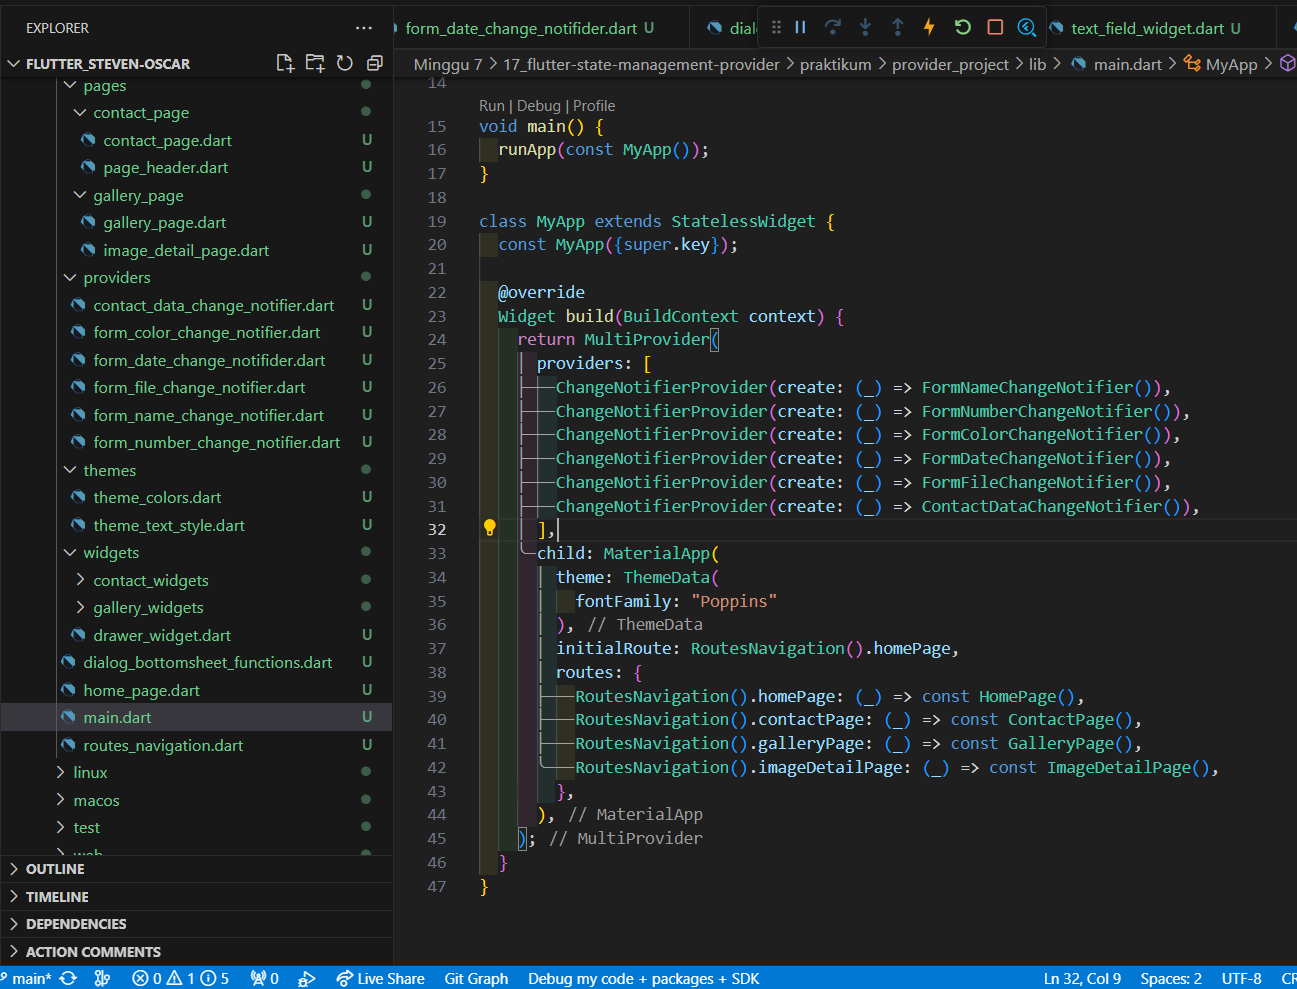 EXPLORER
...
FLUTTER_STEVEN-OSCAR
pages
contact_page
contact_page.dart U
page_header.dart U
gallery_page
gallery_page.dart U
image_detail_page.dart U
providers
contact_data_change_notifier.dart U
form_color_change_notifier.dart U
form_date_change_notifider.dart U
form_file_change_notifier.dart U
form_name_change_notifier.dart U
form_number_change_notifier.dart U
themes
theme_colors.dart U
theme_text_style.dart U
widgets
contact_widgets
gallery_widgets
drawer_widget.dart U
dialog_bottomsheet_functions.dart U
home_page.dart U
main.dart U
routes_navigation.dart U
linux
macos
test
web
OUTLINE
TIMELINE
DEPENDENCIES
ACTION COMMENTS
form_date_change_notifider.dart U
text_field_widget.dart U
Minggu 7 > 17_flutter-state-management-provider > praktikum > provider_project > lib > main.dart > MyApp >
14
Run | Debug | Profile
15 void main() {
16 runApp(const MyApp());
17 }
18
19 class MyApp extends StatelessWidget {
20 const MyApp({super.key});
21
22 @override
23 Widget build(BuildContext context) {
24 return MultiProvider(
25 providers: [
26 ChangeNotifierProvider(create: (_) => FormNameChangeNotifier()),
27 ChangeNotifierProvider(create: (_) => FormNumberChangeNotifier()),
28 ChangeNotifierProvider(create: (_) => FormColorChangeNotifier()),
29 ChangeNotifierProvider(create: (_) => FormDateChangeNotifier()),
30 ChangeNotifierProvider(create: (_) => FormFileChangeNotifier()),
31 ChangeNotifierProvider(create: (_) => ContactDataChangeNotifier()),
32 ],
33 child: MaterialApp(
34 theme: ThemeData(
35 fontFamily: "Poppins"
36 ), // ThemeData
37 initialRoute: RoutesNavigation().homePage,
38 routes: {
39 RoutesNavigation().homePage: (_) => const HomePage(),
40 RoutesNavigation().contactPage: (_) => const ContactPage(),
41 RoutesNavigation().galleryPage: (_) => const GalleryPage(),
42 RoutesNavigation().imageDetailPage: (_) => const ImageDetailPage(),
43 },
44 ), // MaterialApp
45 ); // MultiProvider
46 }
47 }
main* 0 1 5 0 Live Share Git Graph Debug my code + packages + SDK Ln 32, Col 9 Spaces: 2 UTF-8